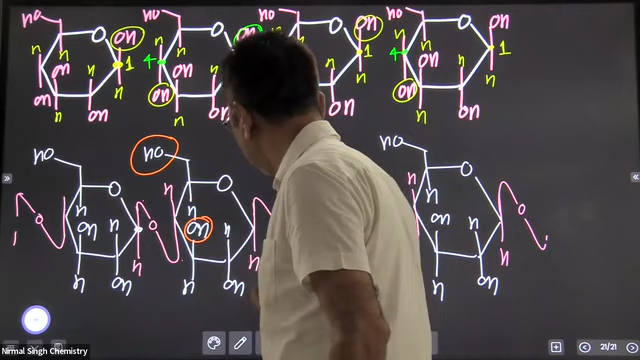 HO O OH HO O HO O OH HO O OH
H H H H H H H
OH 1 4 OH 1 4 OH 1
OH H OH OH OH H
H OH H H OH
HO HO HO
O O H O
H H H
O OH H O OH H OH H O
H H
H OH H OH H OH
Nirmal Singh Chemistry
21/21